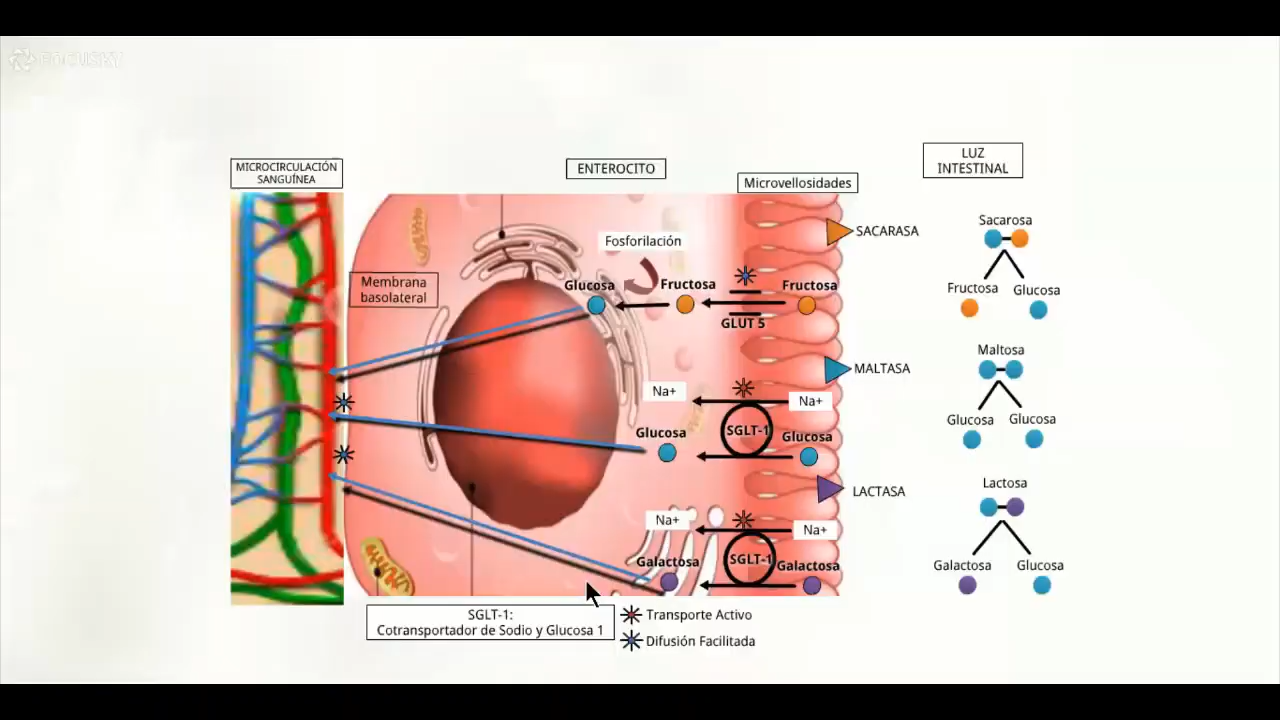 FOCUSKY
MICROCIRCULACIÓN
SANGUÍNEA
ENTEROCITO
Microvellosidades
LUZ
INTESTINAL
Membrana
basolateral
Fosforilación
Glucosa
Fructosa
Fructosa
GLUT 5
SACARASA
Sacarosa
Fructosa
Glucosa
MALTASA
Maltosa
Glucosa
Glucosa
Na+
Na+
SGLT-1
Glucosa
Glucosa
LACTASA
Lactosa
Galactosa
Glucosa
Na+
Na+
SGLT-1
Galactosa
Galactosa
SGLT-1:
Cotransportador de Sodio y Glucosa 1
Transporte Activo
Difusión Facilitada